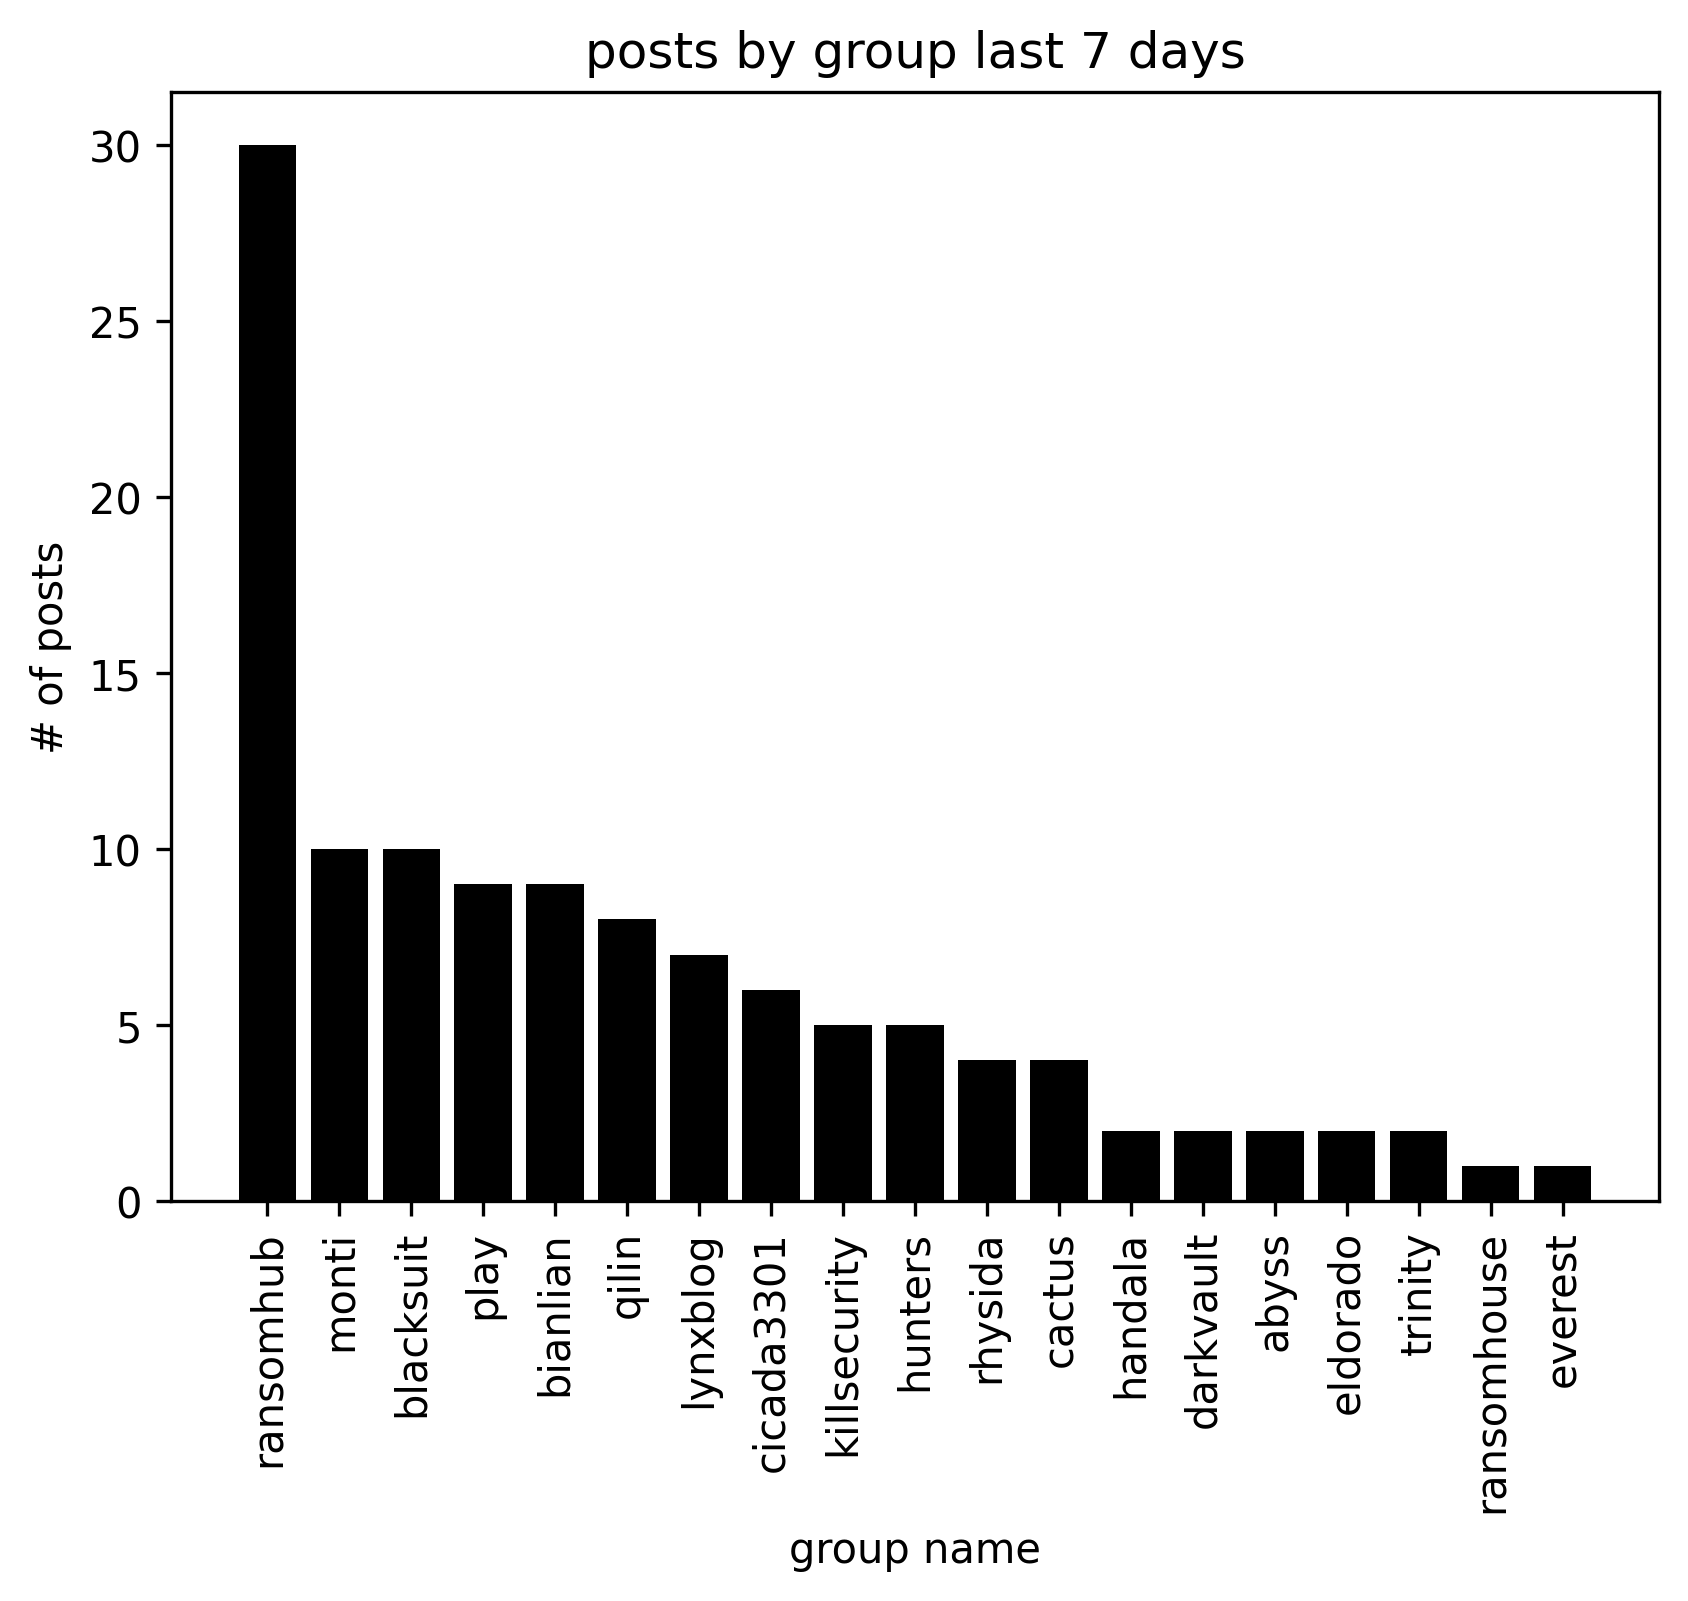 posts by group last 7 days
30
25
20
15
10
5
0
# of posts
ransomhub
monti
blacksuit
play
bianlian
qilin
lynxblog
cicada3301
killsecurity
hunters
rhysida
cactus
handala
darkvault
abyss
eldorado
trinity
ransomhouse
everest
group name